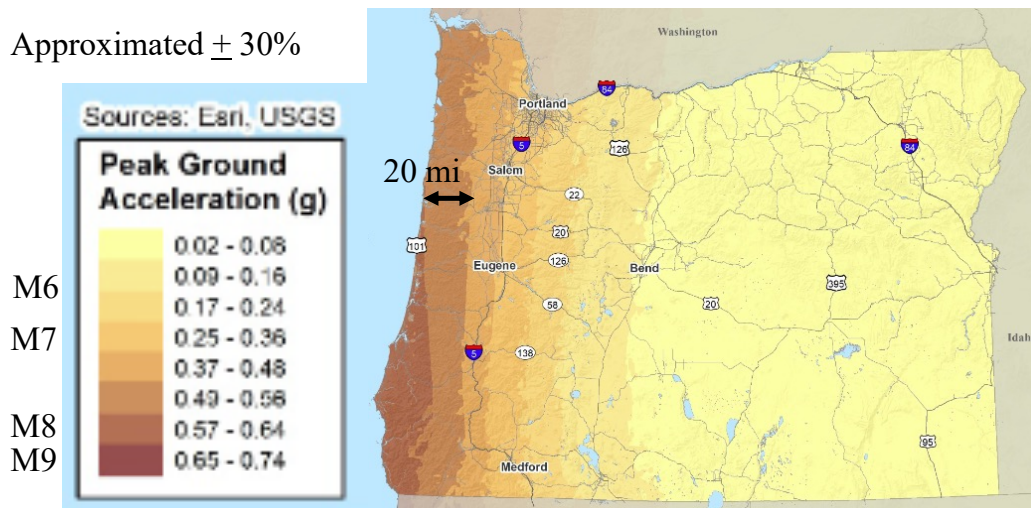 Approximated + 30%
Sources: Esri, USGS
Peak Ground
Acceleration (g)
0.02 - 0.08
0.09 - 0.16
M6
0.17 - 0.24
M7
0.25 - 0.36
0.37 - 0.48
0.49 - 0.56
M8
0.57 - 0.64
M9
0.65 - 0.74
20 mi
Washington
84
Portland
5
126
84
Salem
22
101
20
126
Eugene
Bend
58
20
395
5
138
Idah
95
Medford